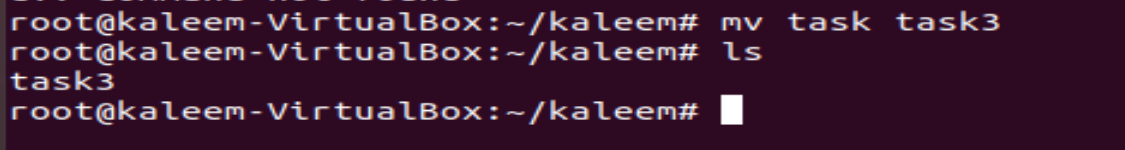 root@kaleem-VirtualBox:~/kaleem# mv task task3
root@kaleem-VirtualBox:~/kaleem# ls
task3
root@kaleem-VirtualBox:~/kaleem#